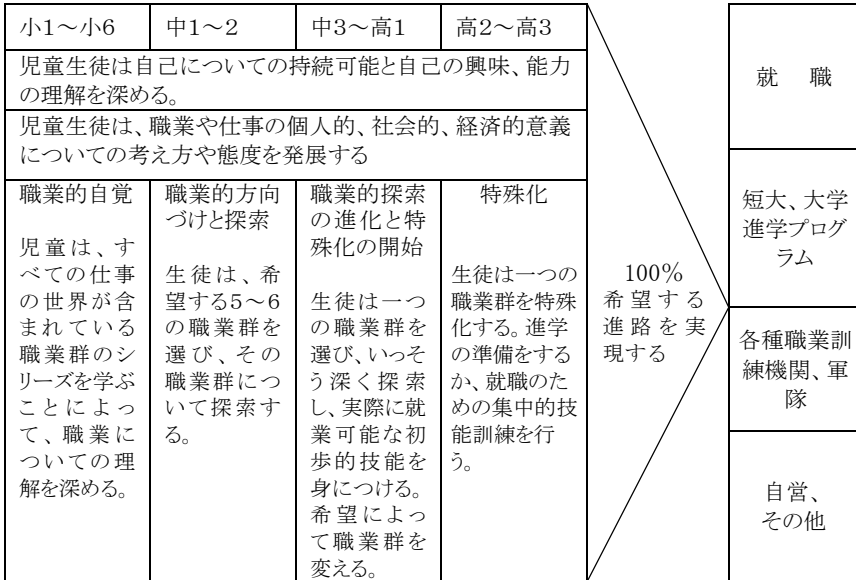 小1～小6
中1～2
中3～高1
高2～高3
児童生徒は自己についての持続可能と自己の興味、能力
の理解を深める。
児童生徒は、職業や仕事の個人的、社会的、経済的意義
についての考え方や態度を発展する
職業的自覚
児童は、す
べての仕事
の世界が含
まれている
職業群のシ
リーズを学ぶ
ことによっ
て、職業に
ついての理
解を深める。
職業的方向
づけと探索
生徒は、希
望する5～6
の職業群を
選び、その
職業群につ
いて探索す
る。
職業的探索
の進化と特
殊化の開始
生徒は一つ
の職業群を
選び、いっそ
う深く探索
し、実際に就
業可能な初
歩的技能を
身につける。
希望によっ
て職業群を
変える。
特殊化
生徒は一つの
職業群を特殊
化する。進学
の準備をする
か、就職のた
めの集中的技
能訓練を行
う。
100%
希望する
進路を実
現する
就　職
短大、大学
進学プログ
ラム
各種職業訓
練機関、軍
隊
自営、
その他